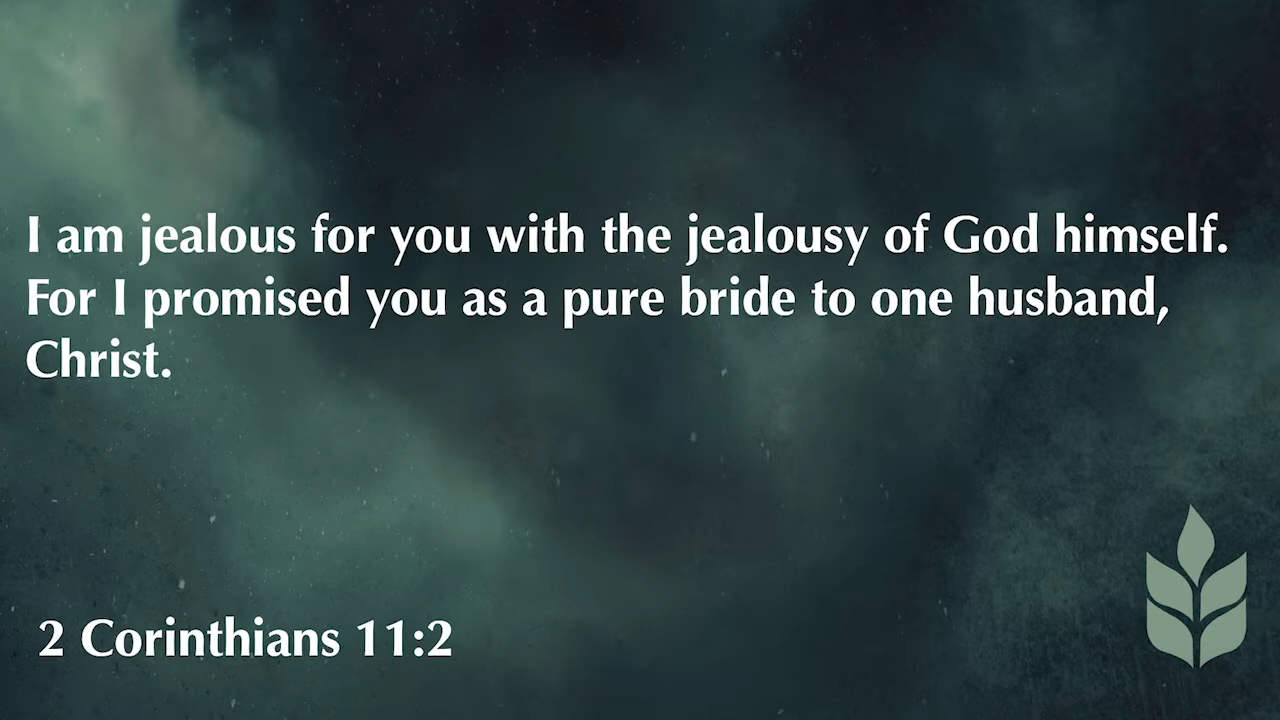 I am jealous for you with the jealousy of God himself.
For I promised you as a pure bride to one husband,
Christ.
2 Corinthians 11:2